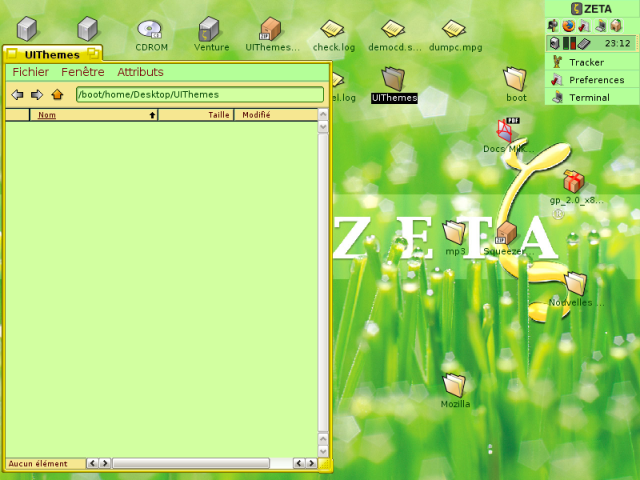 ZETA
23:12
Tracker
Preferences
Terminal
CDROM
Venture
UIThemes...
check.log
democd.s...
dumpc.mpg
UIThemes
Fichier Fenêtre Attributs
/boot/home/Desktop/UIThemes
Nom Taille Modifié
el.log
UIThemes
boot
PDF
gp_2.0_x8...
ZETA
mp3
Squeezer...
Nouvelles ...
Mozilla
Aucun élément